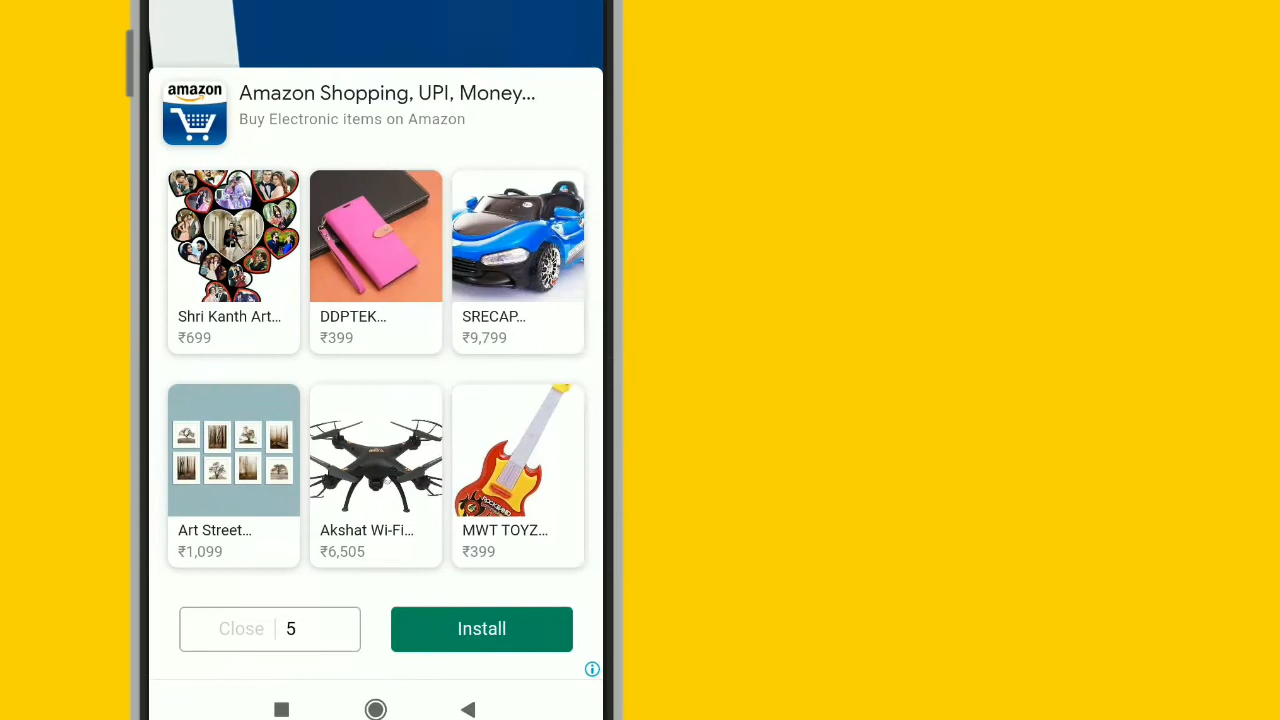 amazon
Amazon Shopping, UPI, Money...
Buy Electronic items on Amazon
Shri Kanth Art...
₹699
DDPTEK...
₹399
SRECAP...
₹9,799
ROCKBAND
Art Street...
₹1,099
Akshat Wi-Fi...
₹6,505
MWT TOYZ...
₹399
Close
5
Install